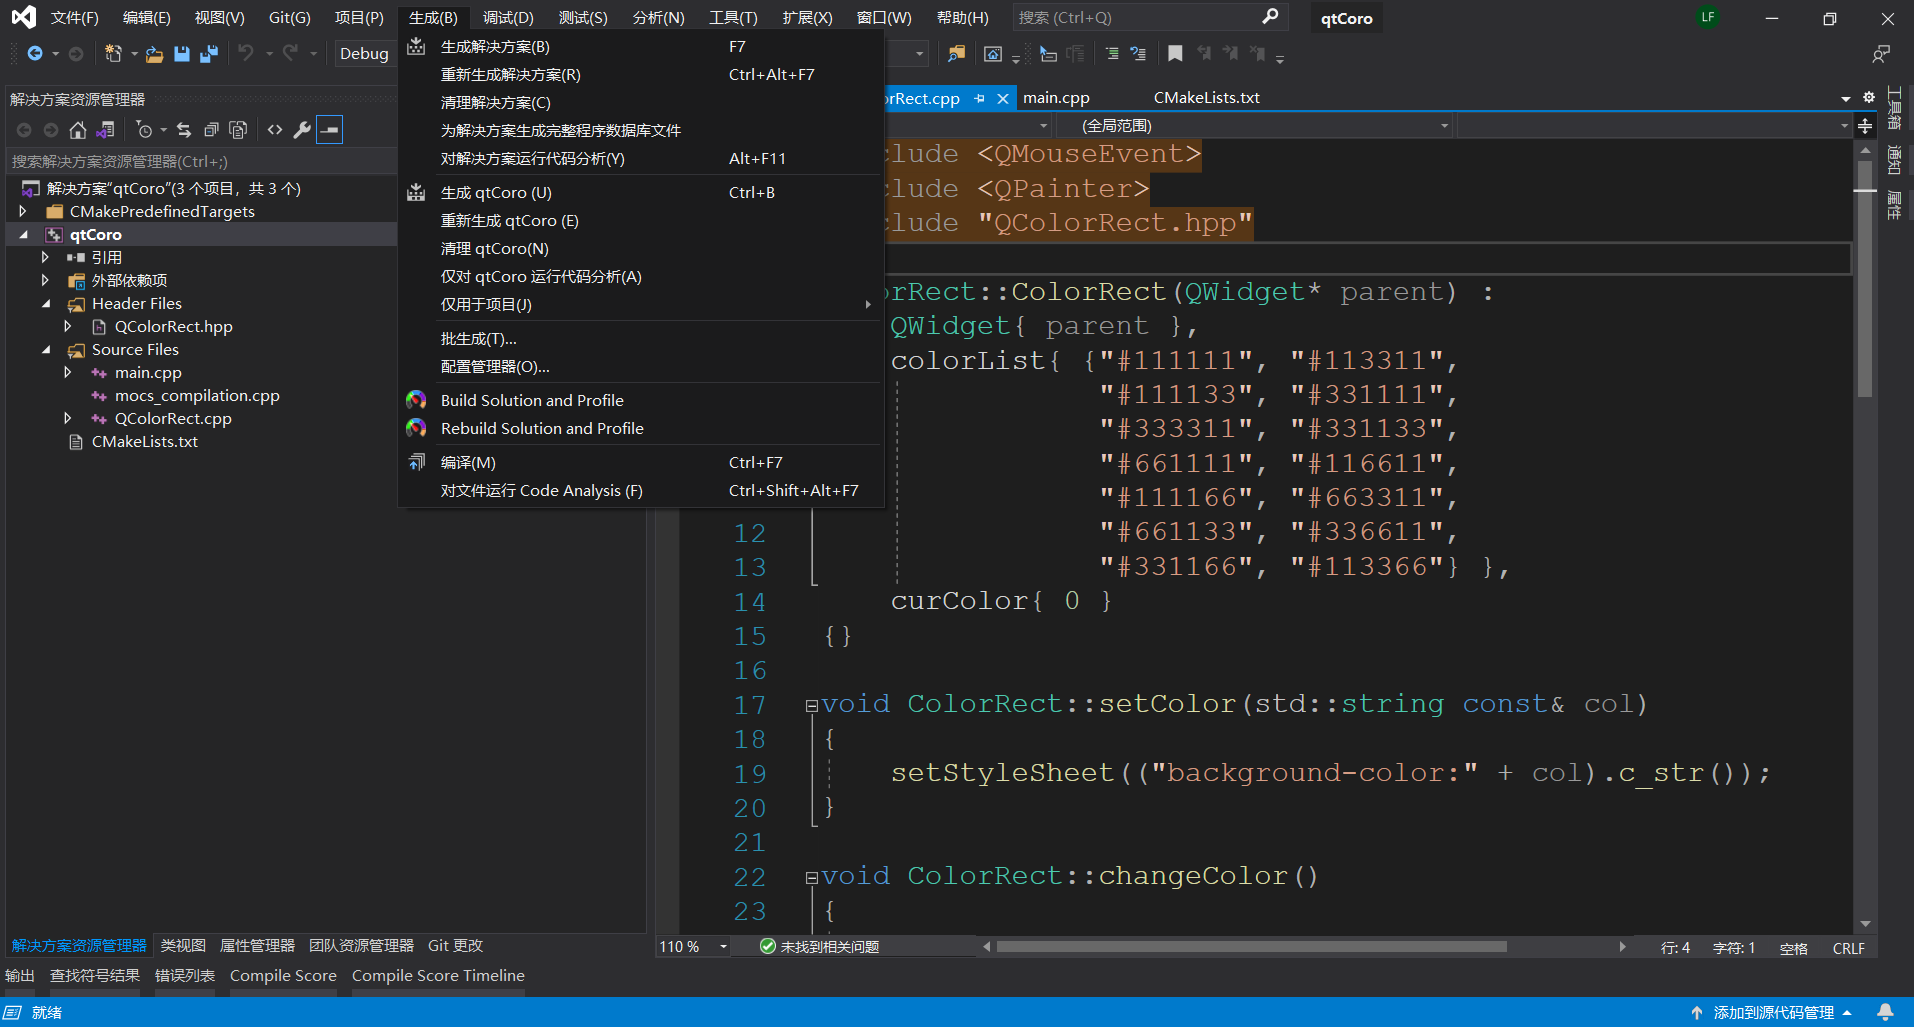 文件(F) 编辑(E) 视图(V) Git(G) 项目(P) 生成(B) 调试(D) 测试(S) 分析(N) 工具(T) 扩展(X) 窗口(W) 帮助(H) 搜索 (Ctrl+Q) qtCoro LF
Debug
生成解决方案(B) F7
重新生成解决方案(R) Ctrl+Alt+F7
清理解决方案(C)
为解决方案生成完整程序数据库文件
对解决方案运行代码分析(Y) Alt+F11
生成 qtCoro (U) Ctrl+B
重新生成 qtCoro (E)
清理 qtCoro(N)
仅对 qtCoro 运行代码分析(A)
仅用于项目(J)
批生成(T)...
配置管理器(O)...
Build Solution and Profile
Rebuild Solution and Profile
编译(M) Ctrl+F7
对文件运行 Code Analysis (F) Ctrl+Shift+Alt+F7
解决方案资源管理器
搜索解决方案资源管理器(Ctrl+;)
解决方案"qtCoro"(3 个项目，共 3 个)
CMakePredefinedTargets
qtCoro
引用
外部依赖项
Header Files
QColorRect.hpp
Source Files
main.cpp
mocs_compilation.cpp
QColorRect.cpp
CMakeLists.txt
解决方案资源管理器 类视图 属性管理器 团队资源管理器 Git 更改
orRect.cpp main.cpp CMakeLists.txt
(全局范围)
clude <QMouseEvent>
clude <QPainter>
clude "QColorRect.hpp"
orRect::ColorRect(QWidget* parent) :
QWidget{ parent },
colorList{ {"#111111", "#113311",
"#111133", "#331111",
"#333311", "#331133",
"#661111", "#116611",
"#111166", "#663311",
12 "#661133", "#336611",
13 "#331166", "#113366"} },
14 curColor{ 0 }
15 {}
16
17 void ColorRect::setColor(std::string const& col)
18 {
19 setStyleSheet(("background-color:" + col).c_str());
20 }
21
22 void ColorRect::changeColor()
23 {
110 % 未找到相关问题 行: 4 字符: 1 空格 CRLF
工具箱
通知
属性
输出 查找符号结果 错误列表 Compile Score Compile Score Timeline
就绪 添加到源代码管理